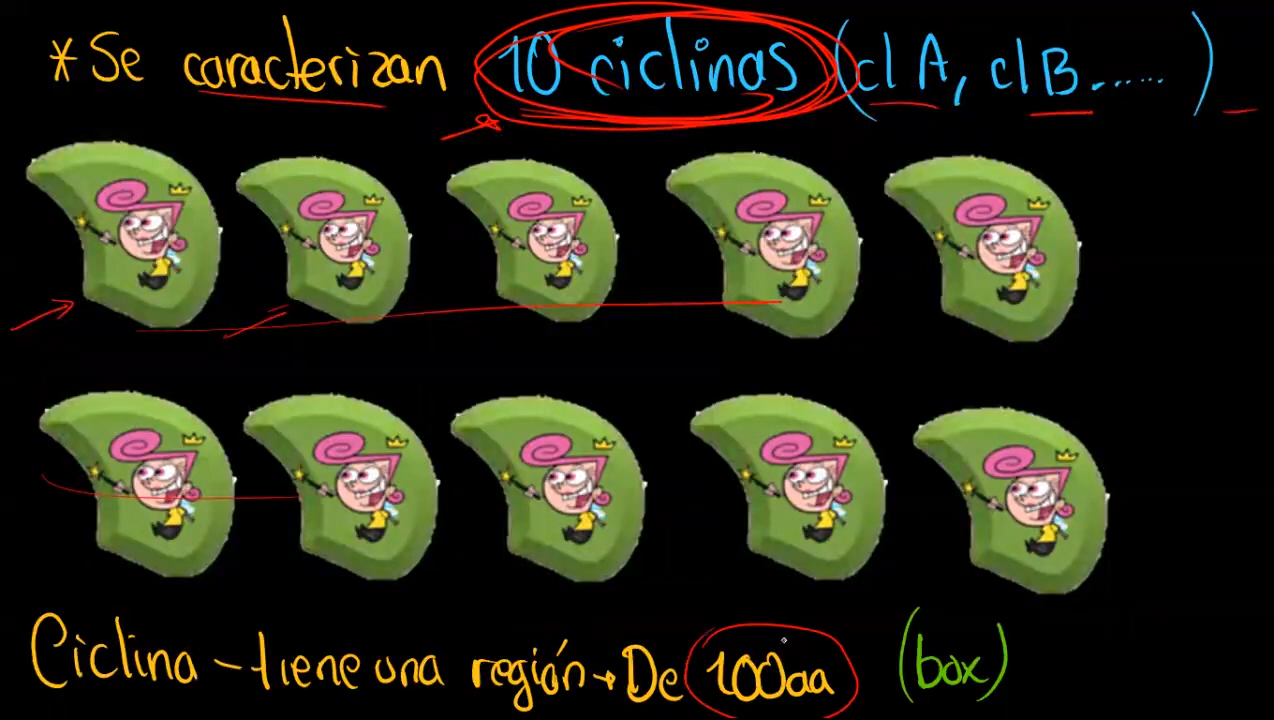 *Se caracterizan 10 ciclinas (cl A, cl B......)
Ciclina - tiene una región → De 100aa (box)